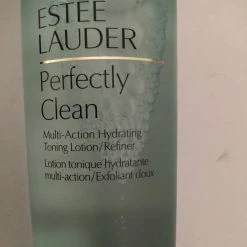 ESTEE
LAUDER
Perfectly
Clean
Multi-Action Hydrating
Toning Lotion/Refiner
Lotion tonique hydratante
multi-action/Exfoliant doux